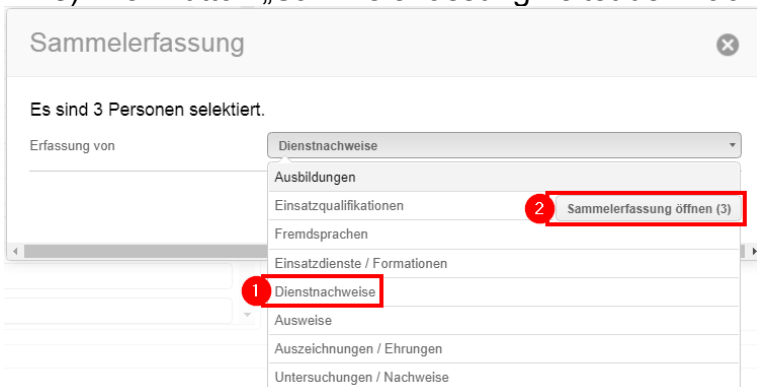 Sammelerfassung
Es sind 3 Personen selektiert.
Erfassung von
Dienstnachweise
Ausbildungen
Einsatzqualifikationen
2
Sammelerfassung öffnen (3)
Fremdsprachen
Einsatzdienste / Formationen
1
Dienstnachweise
Ausweise
Auszeichnungen / Ehrungen
Untersuchungen / Nachweise